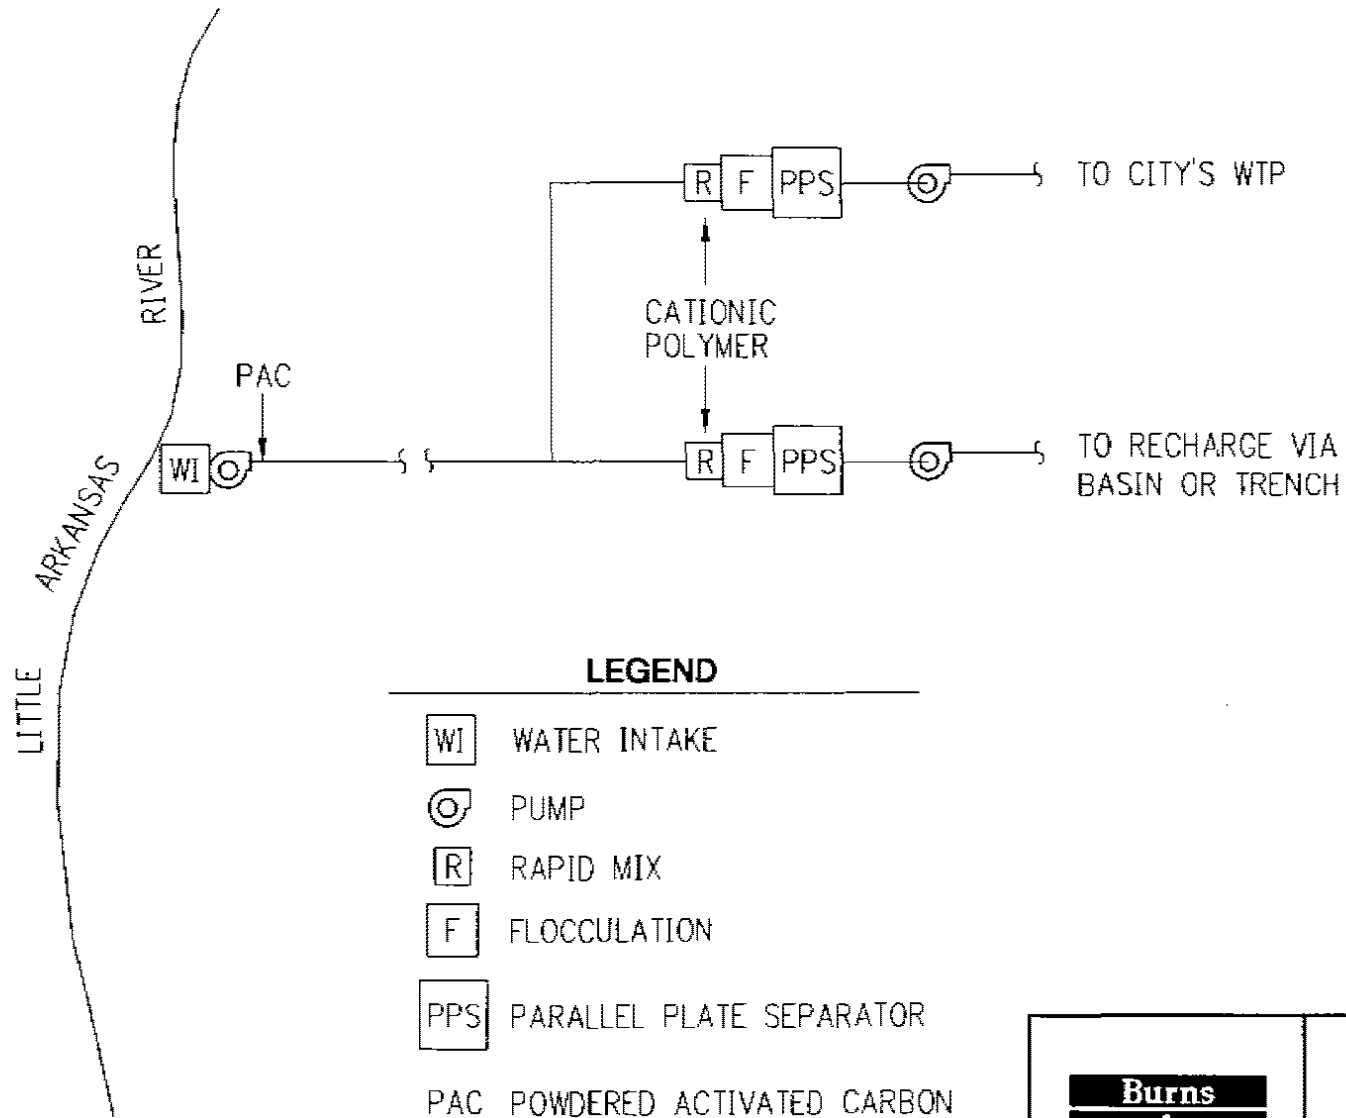 R F PPS
TO CITY'S WTP
CATIONIC
POLYMER
PAC
WI
R F PPS
TO RECHARGE VIA
BASIN OR TRENCH
LITTLE ARKANSAS RIVER
LEGEND
WI WATER INTAKE
PUMP
R RAPID MIX
F FLOCCULATION
PPS PARALLEL PLATE SEPARATOR
PAC POWDERED ACTIVATED CARBON
Burns